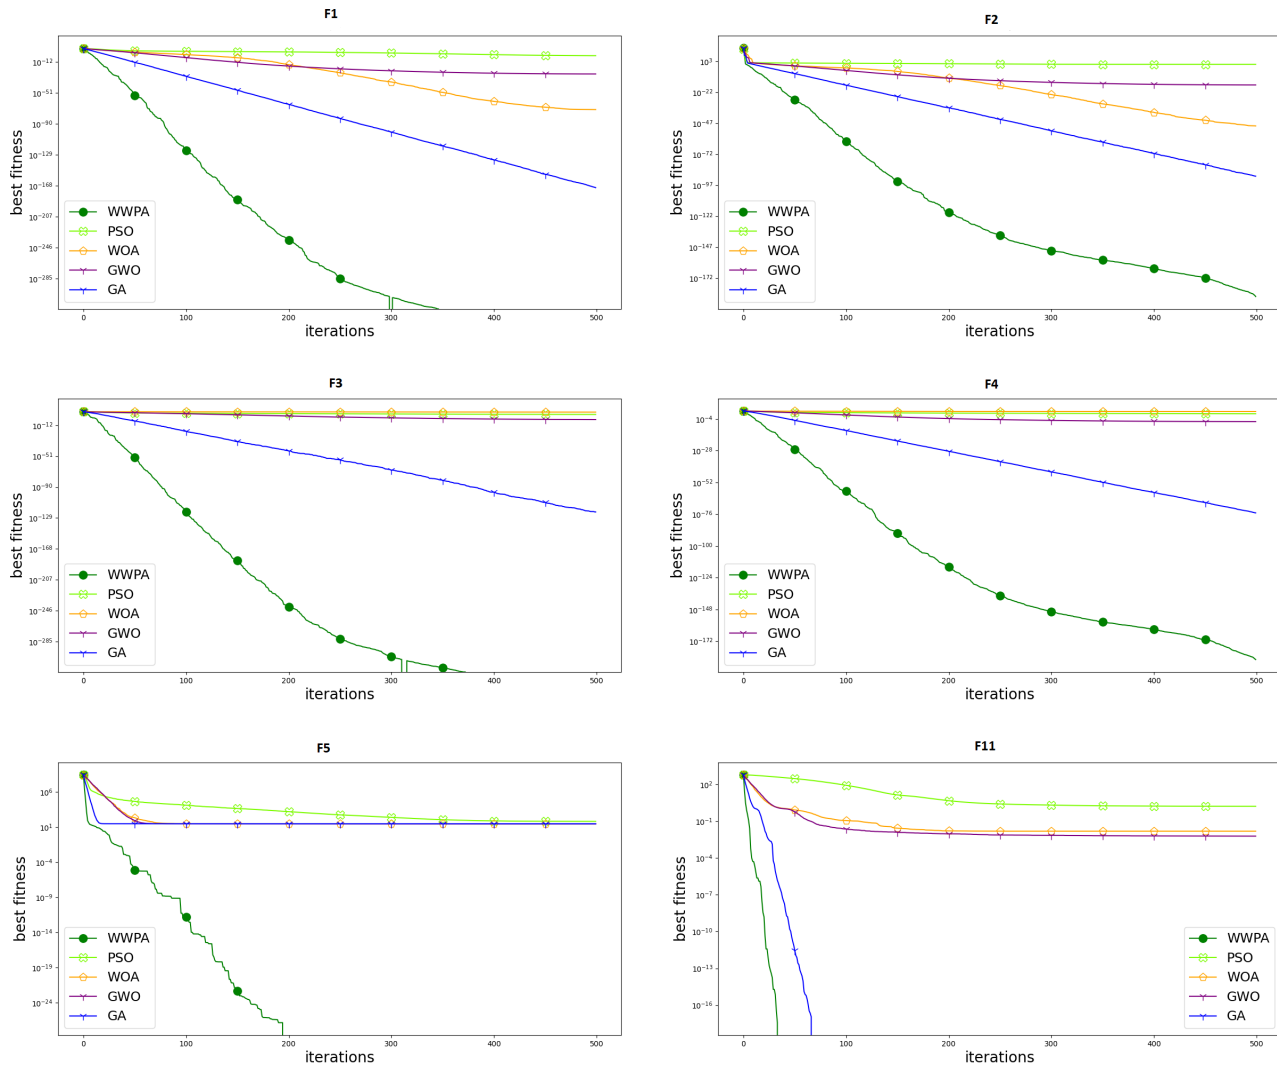 F1
best fitness
10^-12
10^-51
10^-90
10^-129
10^-168
10^-207
10^-246
10^-285
WWPA
PSO
WOA
GWO
GA
0 100 200 300 400 500
iterations
F2
best fitness
10^3
10^-22
10^-47
10^-72
10^-97
10^-122
10^-147
10^-172
WWPA
PSO
WOA
GWO
GA
0 100 200 300 400 500
iterations
F3
best fitness
10^-12
10^-51
10^-90
10^-129
10^-168
10^-207
10^-246
10^-285
WWPA
PSO
WOA
GWO
GA
0 100 200 300 400 500
iterations
F4
best fitness
10^-4
10^-28
10^-52
10^-76
10^-100
10^-124
10^-148
10^-172
WWPA
PSO
WOA
GWO
GA
0 100 200 300 400 500
iterations
F5
best fitness
10^6
10^1
10^-4
10^-9
10^-14
10^-19
10^-24
WWPA
PSO
WOA
GWO
GA
0 100 200 300 400 500
iterations
F11
best fitness
10^2
10^-1
10^-4
10^-7
10^-10
10^-13
10^-16
WWPA
PSO
WOA
GWO
GA
0 100 200 300 400 500
iterations